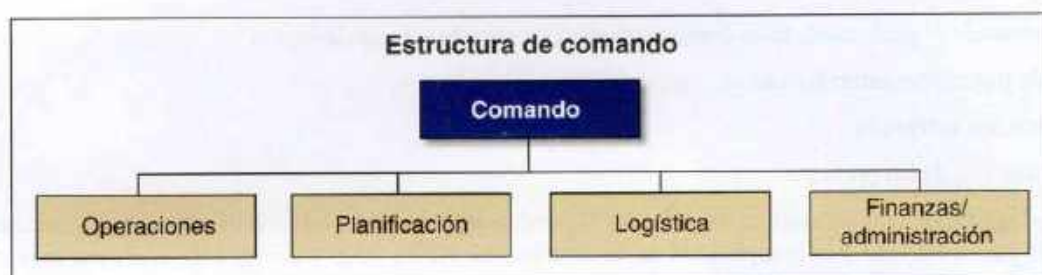 Estructura de comando
Comando
Operaciones
Planificación
Logística
Finanzas/
administración